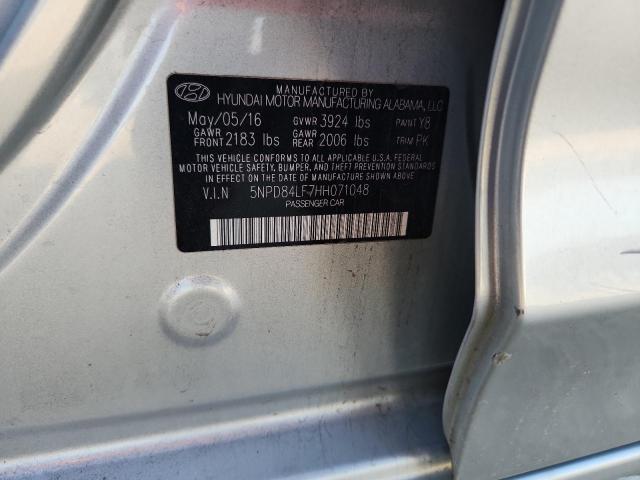 MANUFACTURED BY
HYUNDAI MOTOR MANUFACTURING ALABAMA, LLC
May/05/16 GVWR 3924 lbs PAINT Y8
GAWR FRONT 2183 lbs GAWR REAR 2006 lbs TRIM PK
THIS VEHICLE CONFORMS TO ALL APPLICABLE U.S.A. FEDERAL
MOTOR VEHICLE SAFETY, BUMPER, AND THEFT PREVENTION
STANDARDS IN EFFECT ON THE DATE OF MANUFACTURE SHOWN ABOVE.
V.I.N 5NPD84LF7HH071048
PASSENGER CAR